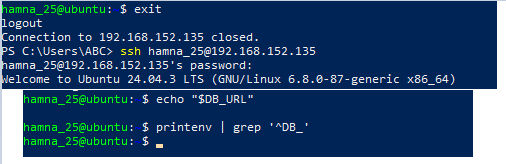 hamna_25@ubuntu: $ exit
logout
Connection to 192.168.152.135 closed.
PS C:\Users\ABC> ssh hamna_25@192.168.152.135
hamna_25@192.168.152.135's password:
Welcome to Ubuntu 24.04.3 LTS (GNU/Linux 6.8.0-87-generic x86_64)
hamna_25@ubuntu: $ echo "$DB_URL"
hamna_25@ubuntu: $ printenv | grep '^DB_'
hamna_25@ubuntu: $